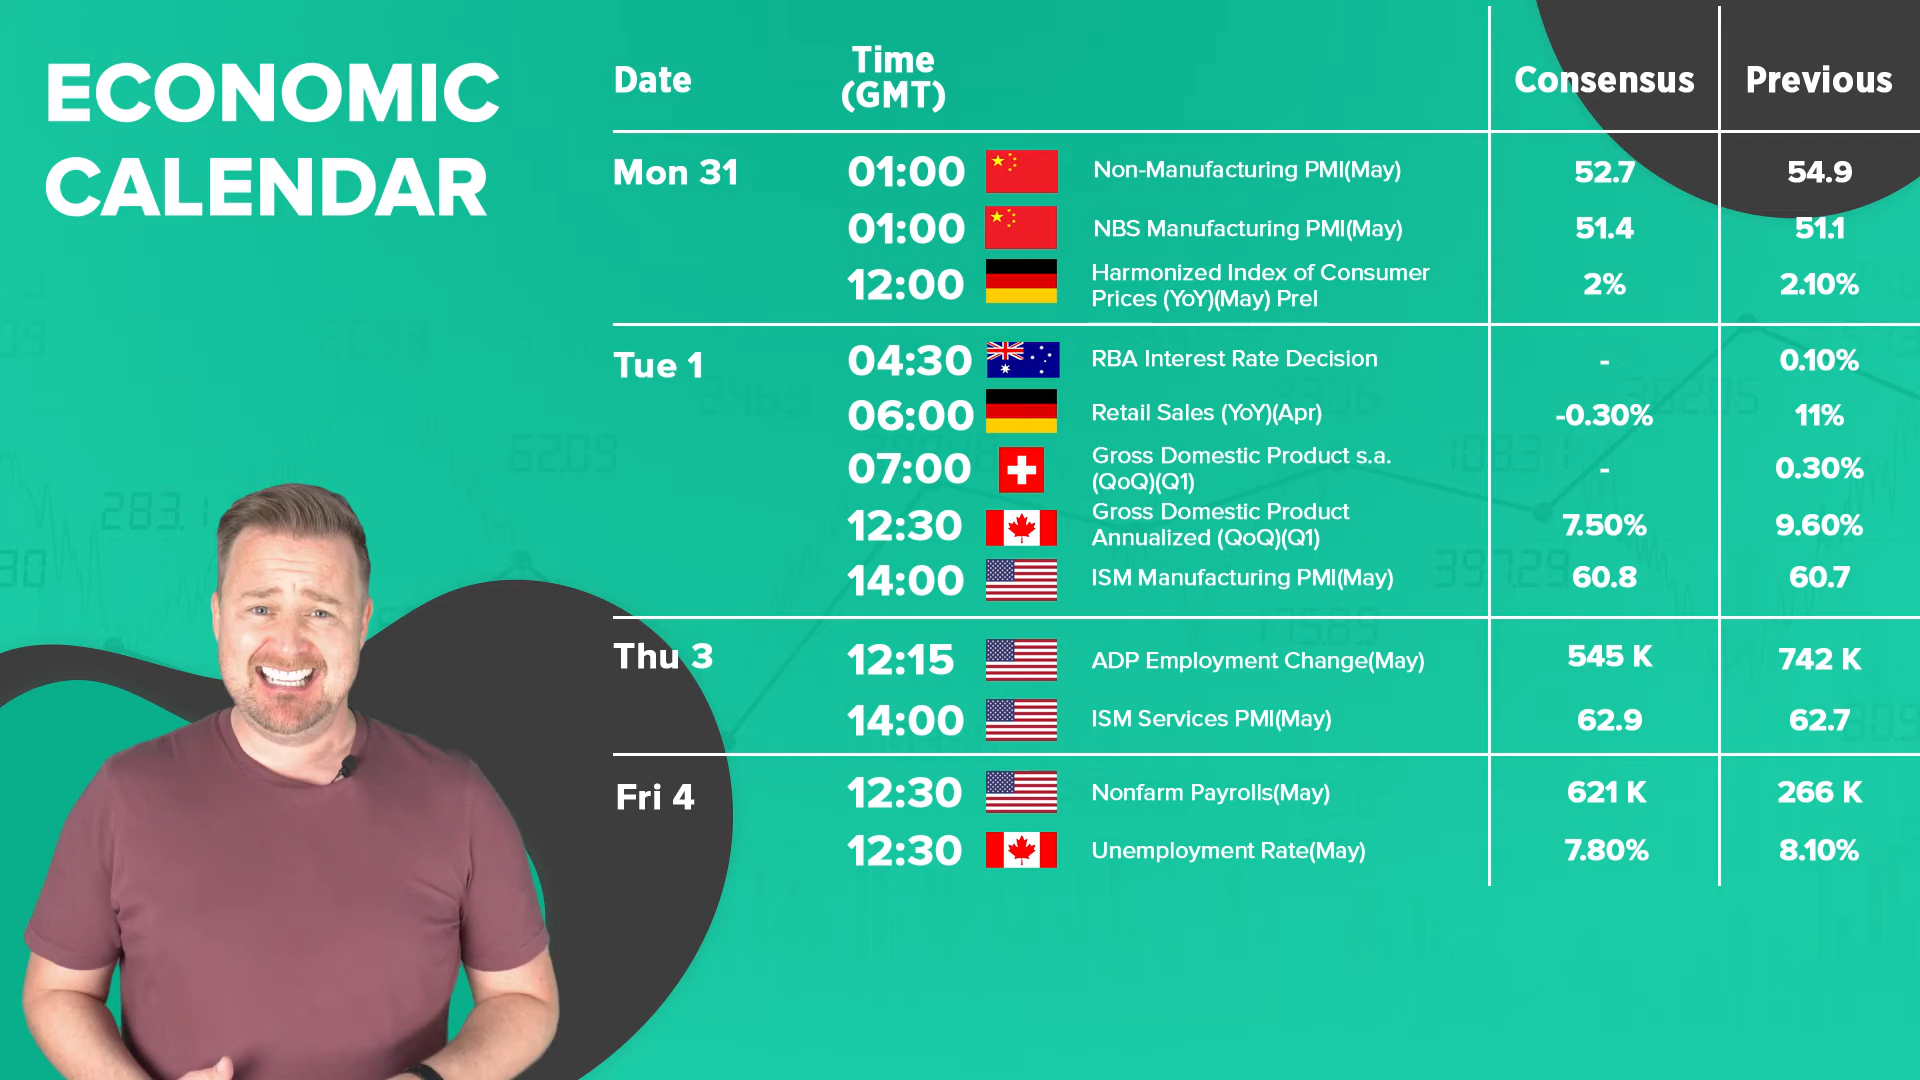 ECONOMIC
CALENDAR
Date Time (GMT) Consensus Previous
Mon 31 01:00 Non-Manufacturing PMI(May) 52.7 54.9
01:00 NBS Manufacturing PMI(May) 51.4 51.1
12:00 Harmonized Index of Consumer
Prices (YoY)(May) Prel 2% 2.10%
Tue 1 04:30 RBA Interest Rate Decision - 0.10%
06:00 Retail Sales (YoY)(Apr) -0.30% 11%
07:00 Gross Domestic Product s.a.
(QoQ)(Q1) - 0.30%
12:30 Gross Domestic Product
Annualized (QoQ)(Q1) 7.50% 9.60%
14:00 ISM Manufacturing PMI(May) 60.8 60.7
Thu 3 12:15 ADP Employment Change(May) 545 K 742 K
14:00 ISM Services PMI(May) 62.9 62.7
Fri 4 12:30 Nonfarm Payrolls(May) 621 K 266 K
12:30 Unemployment Rate(May) 7.80% 8.10%